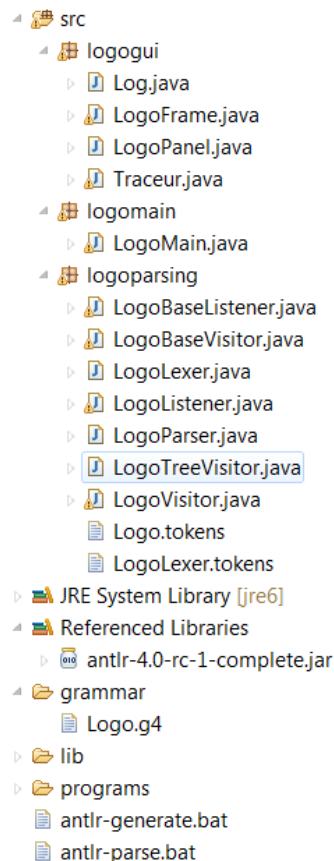 src
logogui
Log.java
LogoFrame.java
LogoPanel.java
Traceur.java
logomain
LogoMain.java
logoparsing
LogoBaseListener.java
LogoBaseVisitor.java
LogoLexer.java
LogoListener.java
LogoParser.java
LogoTreeVisitor.java
LogoVisitor.java
Logo.tokens
LogoLexer.tokens
JRE System Library [jre6]
Referenced Libraries
antlr-4.0-rc-1-complete.jar
grammar
Logo.g4
lib
programs
antlr-generate.bat
antlr-parse.bat